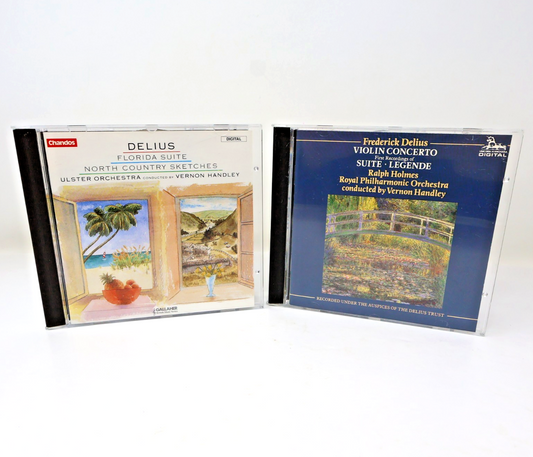 Chandos
DIGITAL
DELIUS
FLORIDA SUITE
NORTH COUNTRY SKETCHES
ULSTER ORCHESTRA CONDUCTED BY VERNON HANDLEY
GALLAHER
DIGITAL
Frederick Delius
VIOLIN CONCERTO
First Recordings of
SUITE · LEGENDE
Ralph Holmes
Royal Philharmonic Orchestra
conducted by Vernon Handley
RECORDED UNDER THE AUSPICES OF THE DELIUS TRUST